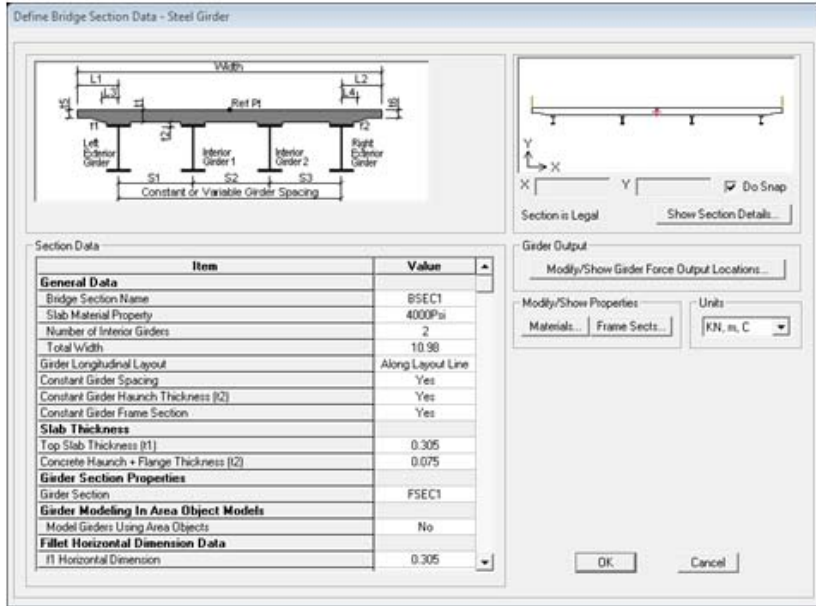 Define Bridge Section Data - Steel Girder
Width
L1
L2
L3
L4
t5
t1
Ref Pt
t6
f1
t2
f2
Left Exterior Girder
Interior Girder 1
Interior Girder 2
Right Exterior Girder
S1
S2
S3
Constant or Variable Girder Spacing
Y
X
X
Y
Do Snap
Section is Legal
Show Section Details...
Section Data
Item Value
General Data
Bridge Section Name BSEC1
Slab Material Property 4000Psi
Number of Interior Girders 2
Total Width 10.98
Girder Longitudinal Layout Along Layout Line
Constant Girder Spacing Yes
Constant Girder Haunch Thickness (t2) Yes
Constant Girder Frame Section Yes
Slab Thickness
Top Slab Thickness (t1) 0.305
Concrete Haunch + Flange Thickness (t2) 0.075
Girder Section Properties
Girder Section FSEC1
Girder Modeling In Area Object Models
Model Girders Using Area Objects No
Fillet Horizontal Dimension Data
f1 Horizontal Dimension 0.305
Girder Output
Modify/Show Girder Force Output Locations...
Modify/Show Properties
Materials...
Frame Sects...
Units
KN, m, C
OK
Cancel